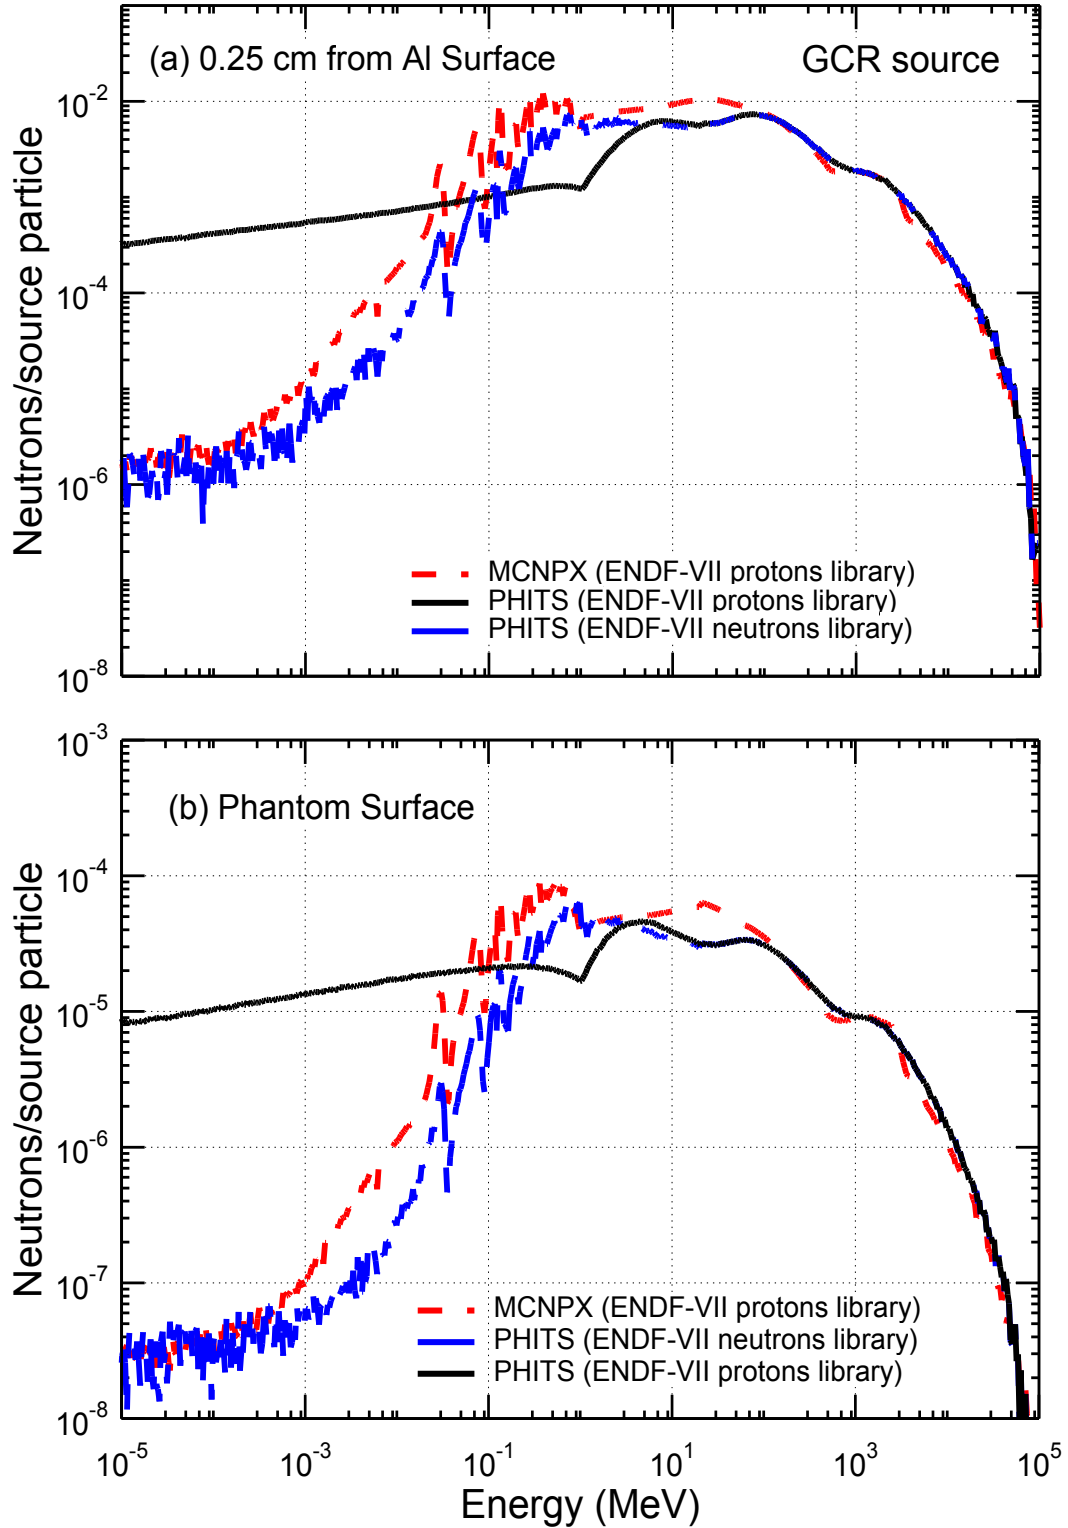 (a) 0.25 cm from Al Surface
GCR source
10^-2
10^-4
10^-6
10^-8
Neutrons/source particle
MCNPX (ENDF-VII protons library)
PHITS (ENDF-VII protons library)
PHITS (ENDF-VII neutrons library)
10^-3
(b) Phantom Surface
10^-4
10^-5
10^-6
10^-7
10^-8
Neutrons/source particle
MCNPX (ENDF-VII protons library)
PHITS (ENDF-VII neutrons library)
PHITS (ENDF-VII protons library)
10^-5 10^-3 10^-1 10^1 10^3 10^5
Energy (MeV)